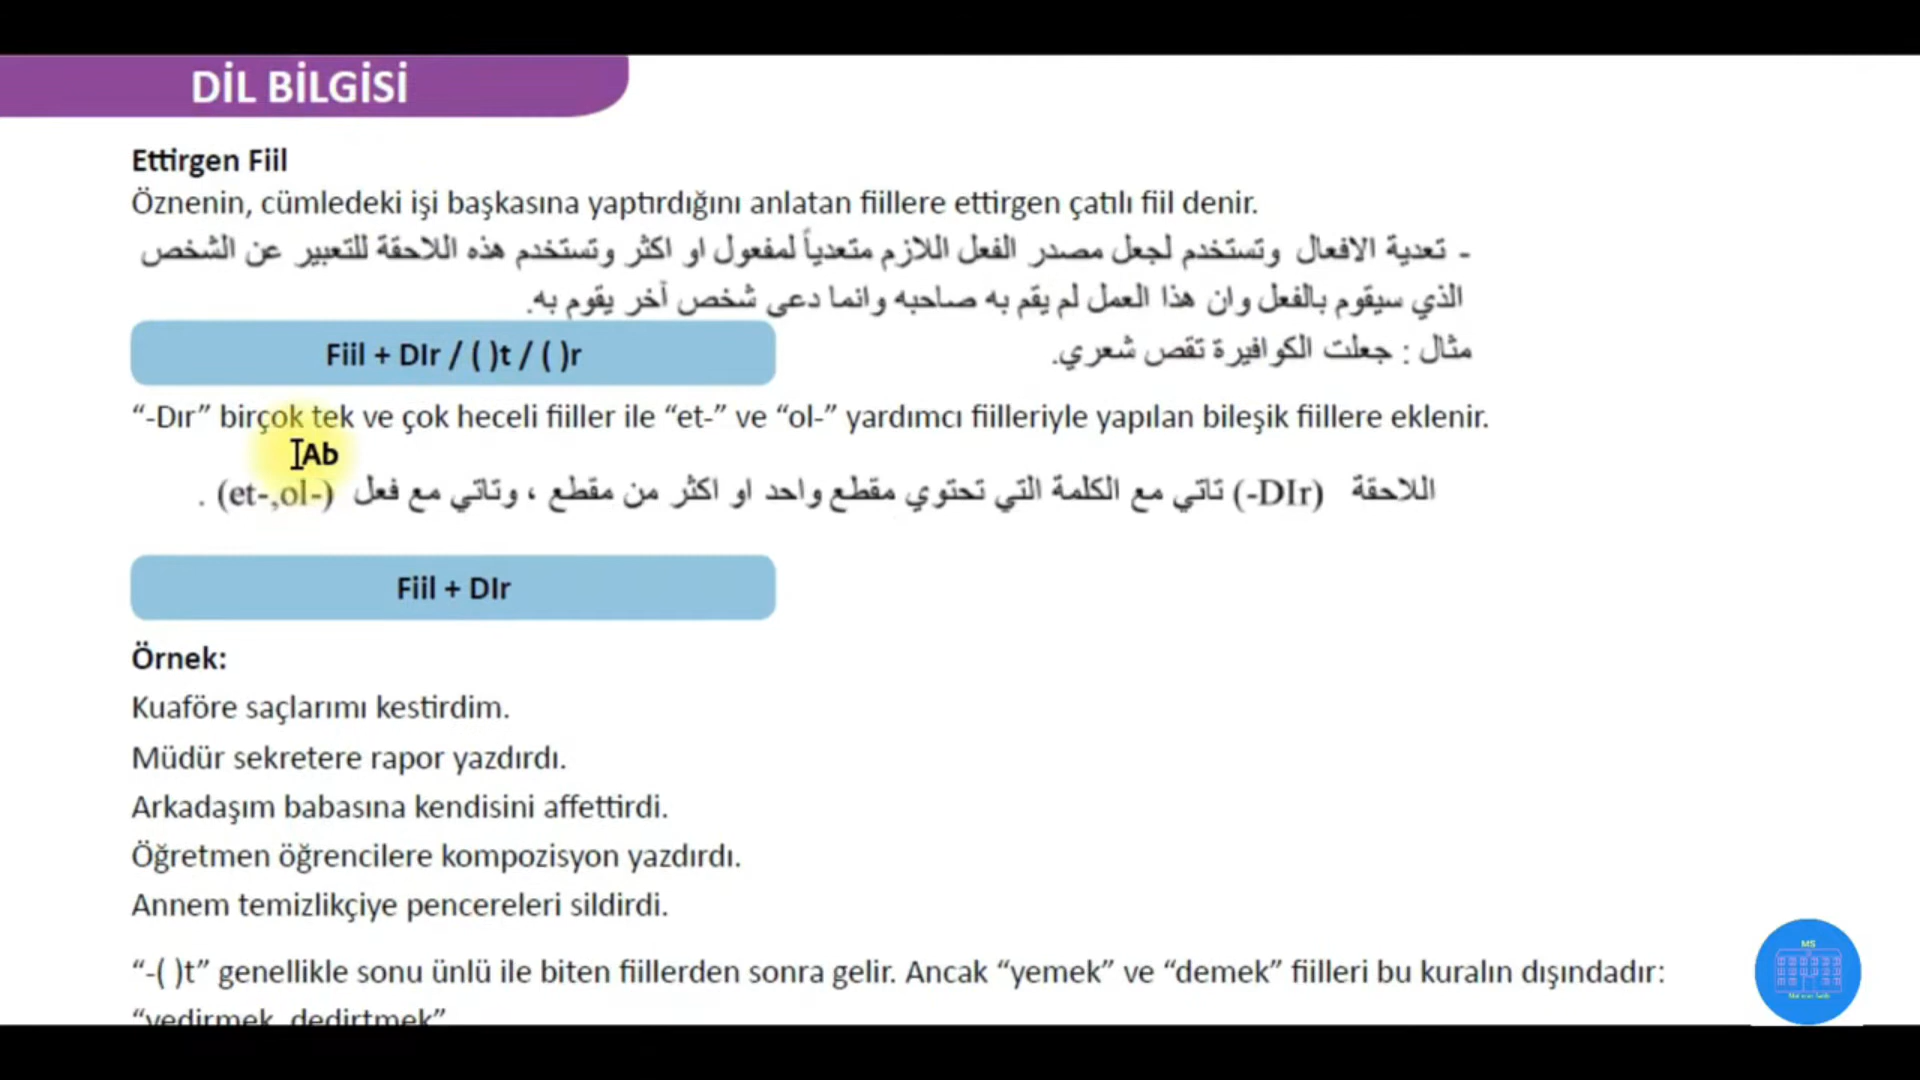 DİL BİLGİSİ
Ettirgen Fiil
Öznenin, cümledeki işi başkasına yaptırdığını anlatan fiillere ettirgen çatılı fiil denir.
- تعدية الافعال وتستخدم لجعل مصدر الفعل اللازم متعدياً لمفعول او اكثر وتستخدم هذه اللاحقة للتعبير عن الشخص
الذي سيقوم بالفعل وان هذا العمل لم يقم به صاحبه وانما دعى شخص آخر يقوم به.
Fiil + DIr / ( )t / ( )r
مثال : جعلت الكوافيرة تقص شعري.
“-Dır” birçok tek ve çok heceli fiiller ile “et-” ve “ol-” yardımcı fiilleriyle yapılan bileşik fiillere eklenir.
Ab
اللاحقة (-DIr) تاتي مع الكلمة التي تحتوي مقطع واحد او اكثر من مقطع ، وتاتي مع فعل (et-,ol-) .
Fiil + DIr
Örnek:
Kuaföre saçlarımı kestirdim.
Müdür sekretere rapor yazdırdı.
Arkadaşım babasına kendisini affettirdi.
Öğretmen öğrencilere kompozisyon yazdırdı.
Annem temizlikçiye pencereleri sildirdi.
“-( )t” genellikle sonu ünlü ile biten fiillerden sonra gelir. Ancak “yemek” ve “demek” fiilleri bu kuralın dışındadır:
“yedirmek, dedirtmek”
MS